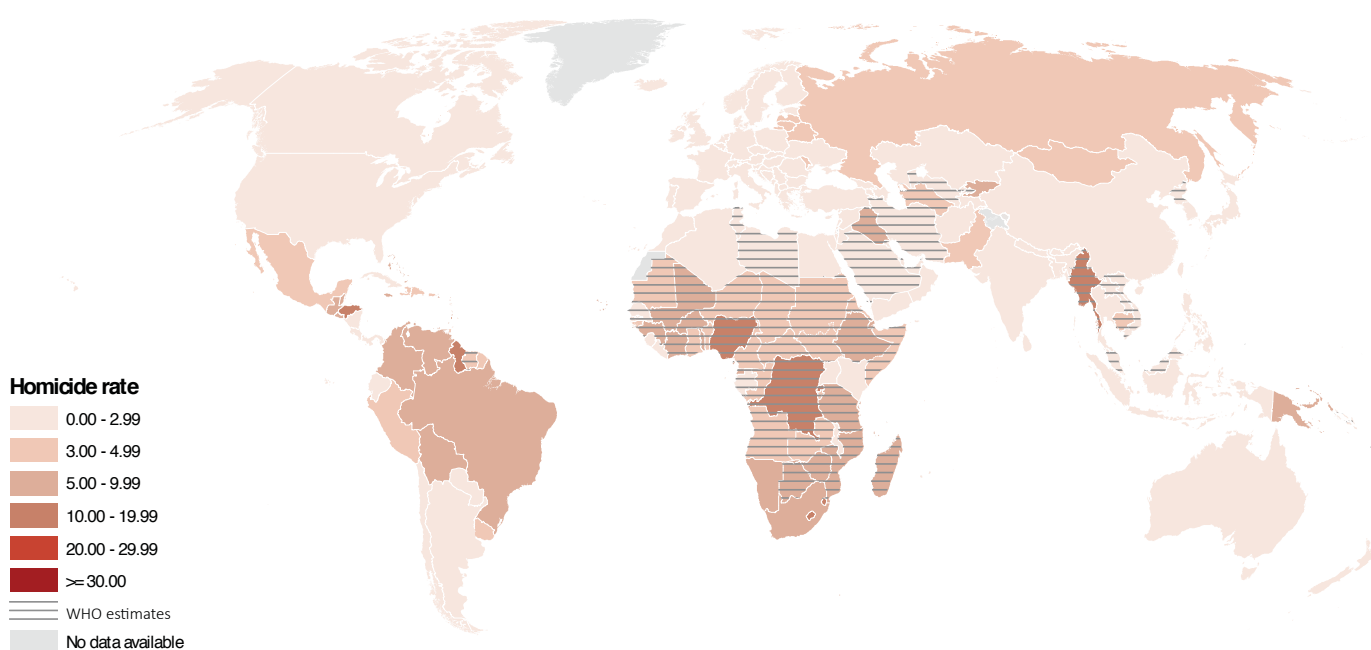 Homicide rate
0.00 - 2.99
3.00 - 4.99
5.00 - 9.99
10.00 - 19.99
20.00 - 29.99
>= 30.00
WHO estimates
No data available